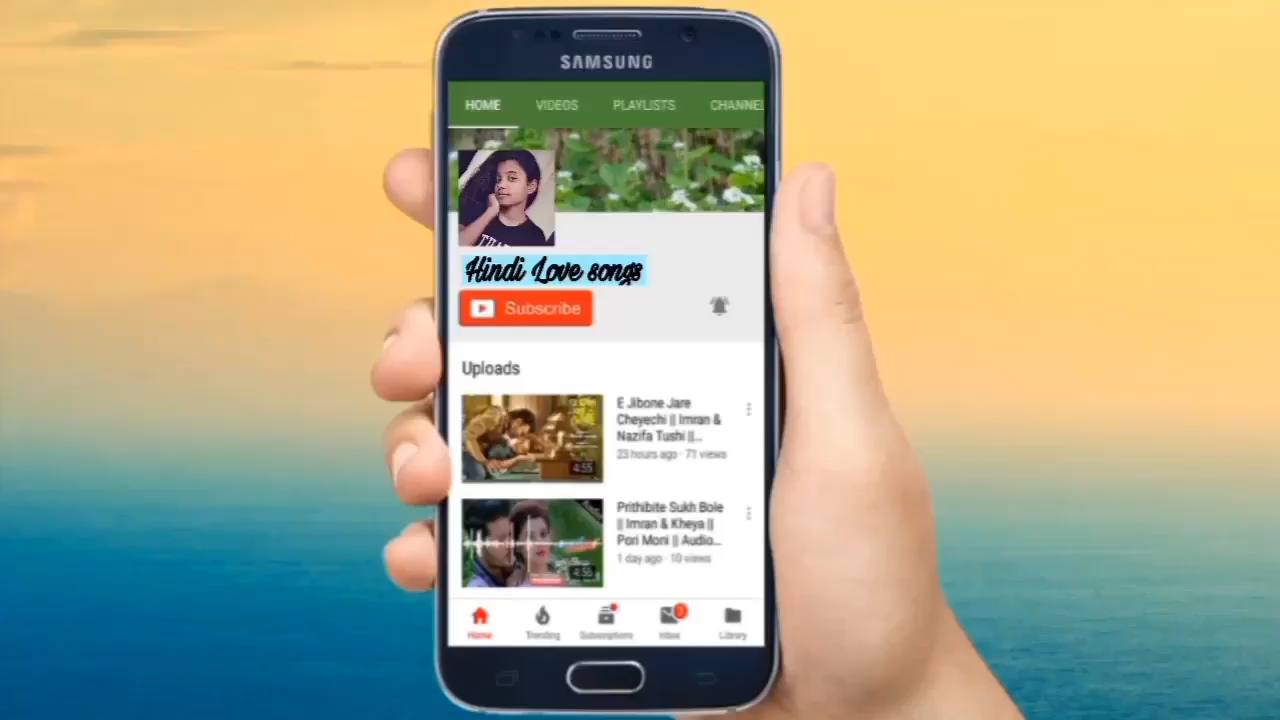 SAMSUNG
HOME VIDEOS PLAYLISTS CHANNEL
Hindi Love songs
Subscribe
Uploads
E Jibone Jare
Cheyechi || Imran &
Nazifa Tushi ||...
23 hours ago · 71 views
4:55
Prithibite Sukh Bole
|| Imran & Kheya ||
Pori Moni || Audio...
1 day ago · 10 views
4:56
Home Trending Subscriptions Inbox Library